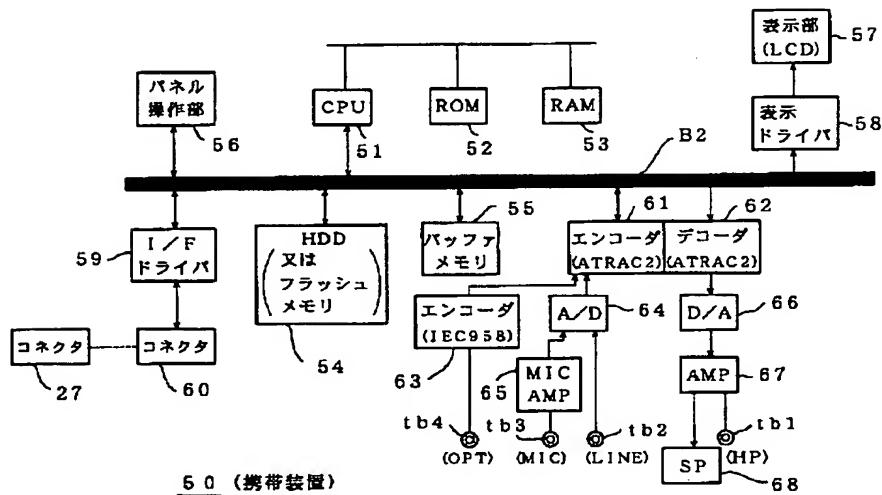 表示部
(LCD)
57
パネル
操作部
56
CPU
51
ROM
52
RAM
53
表示
ドライバ
58
B2
59
I/F
ドライバ
HDD
(又は
フラッシュ
メモリ)
54
55
バッファ
メモリ
61
エンコーダ
(ATRAC2)
62
デコーダ
(ATRAC2)
コネクタ
27
コネクタ
60
エンコーダ
(IEC958)
63
A/D
64
D/A
66
65
MIC
AMP
AMP
67
tb4
(OPT)
tb3
(MIC)
tb2
(LINE)
tb1
(HP)
SP
68
50 (携帯装置)